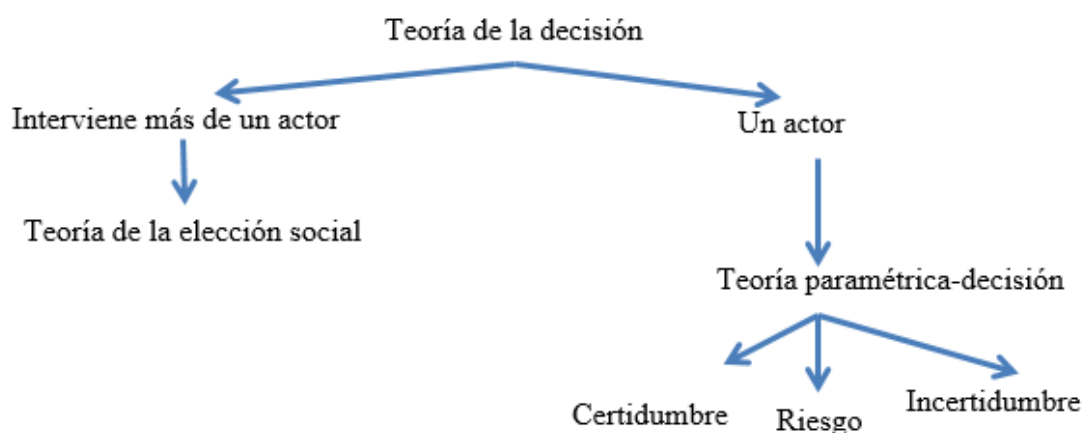 Teoría de la decisión
Interviene más de un actor
Un actor
Teoría de la elección social
Teoría paramétrica-decisión
Certidumbre
Riesgo
Incertidumbre